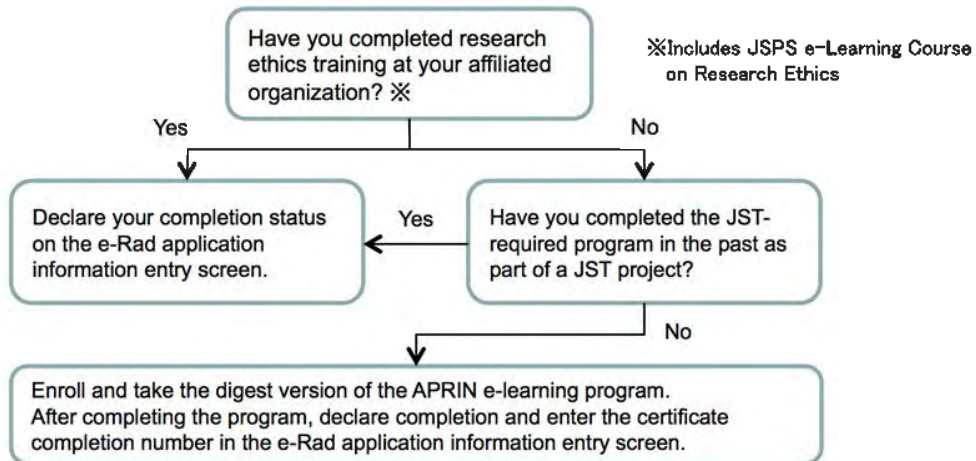 Have you completed research
ethics training at your affiliated
organization? ※
※Includes JSPS e-Learning Course
on Research Ethics
Yes
No
Declare your completion status
on the e-Rad application
information entry screen.
Yes
Have you completed the JST-
required program in the past as
part of a JST project?
No
Enroll and take the digest version of the APRIN e-learning program.
After completing the program, declare completion and enter the certificate
completion number in the e-Rad application information entry screen.